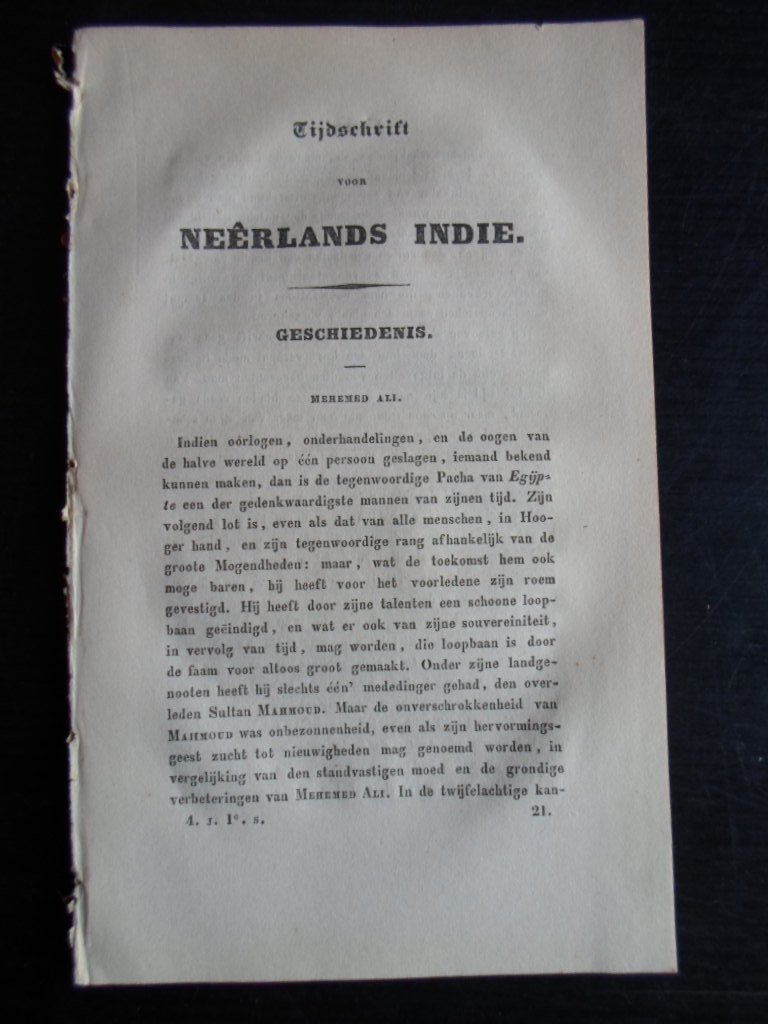 Tijdschrift
VOOR
NEÊRLANDS INDIE.
GESCHIEDENIS.
MEHEMED ALI.
Indien oórlogen, onderhandelingen, en de oogen van
de halve wereld op één persoon geslagen, iemand bekend
kunnen maken, dan is de tegenwoordige Pacha van Egijp-
te een der gedenkwaardigste mannen van zijnen tijd. Zijn
volgend lot is, even als dat van alle menschen, in Hoo-
ger hand, en zijn tegenwoordige rang afhankelijk van de
groote Mogendheden: maar, wat de toekomst hem ook
moge baren, hij heeft voor het voorledene zijn roem
gevestigd. Hij heeft door zijne talenten een schoone loop-
baan geëindigd, en wat er ook van zijne souvereiniteit,
in vervolg van tijd, mag worden, die loopbaan is door
de faam voor altoos groot gemaakt. Onder zijne landge-
nooten heeft hij slechts één' mededinger gehad, den over-
leden Sultan MAHMOUD. Maar de onverschrokkenheid van
MAHMOUD was onbezonnenheid, even als zijn hervormings-
geest zucht tot nieuwigheden mag genoemd worden, in
vergelijking van den standvastigen moed en de grondige
verbeteringen van MEHEMED ALI. In de twijfelachtige kan-
4. J. 1e. S. 21.